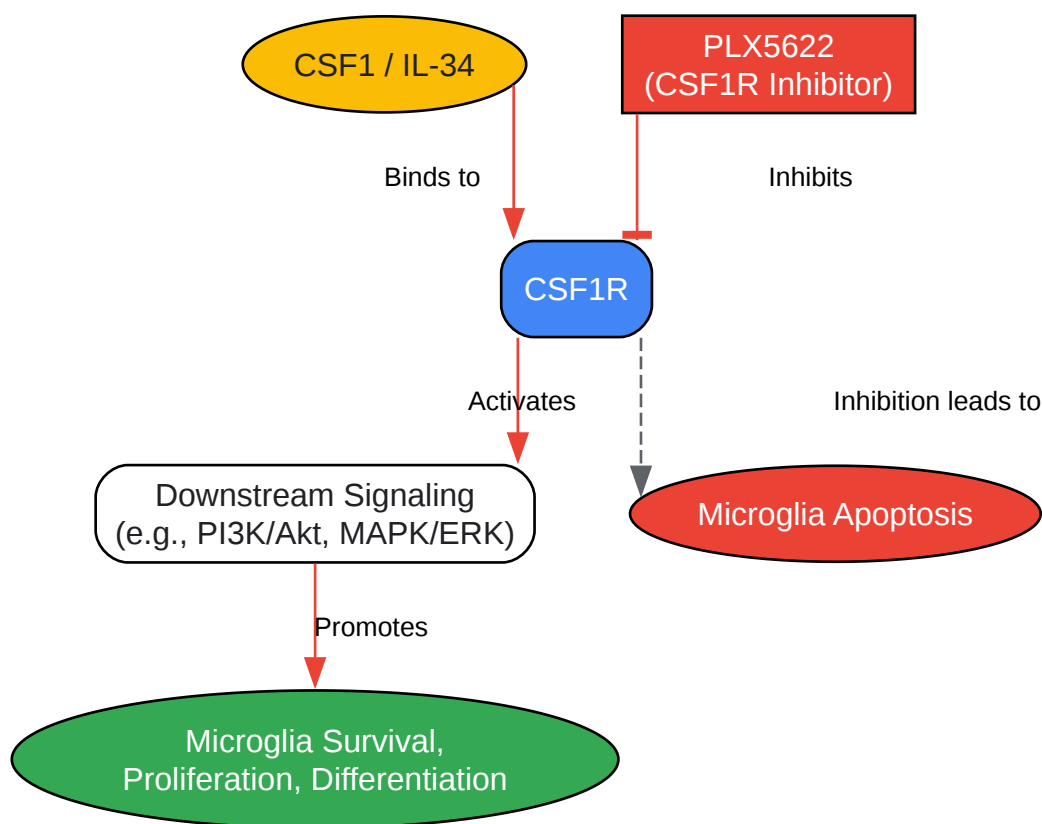 CSF1 / IL-34
PLX5622
(CSF1R Inhibitor)
Binds to
Inhibits
CSF1R
Activates
Inhibition leads to
Downstream Signaling
(e.g., PI3K/Akt, MAPK/ERK)
Microglia Apoptosis
Promotes
Microglia Survival,
Proliferation, Differentiation